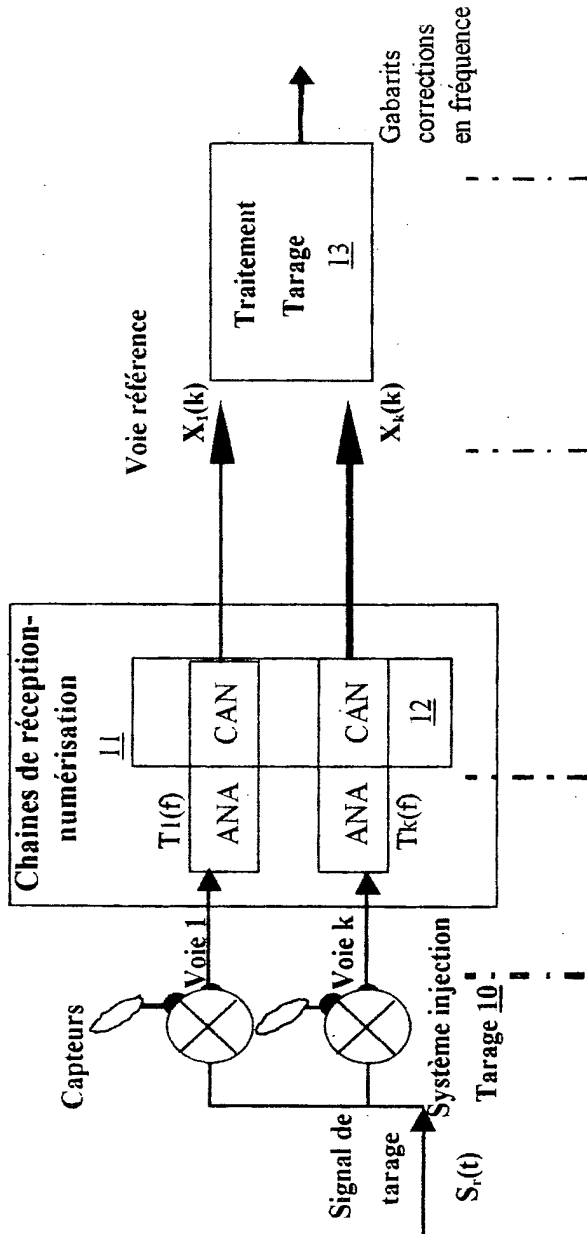 Capteurs
Signal de
tarage
Sᵣ(t)
Système injection
Tarage 10
Voie 1
Voie k
Chaines de réception-
numérisation
11
T1(f)
ANA
CAN
ANA
CAN
Tk(f)
12
Voie référence
X₁(k)
Xₖ(k)
Traitement
Tarage
13
Gabarits
corrections
en fréquence